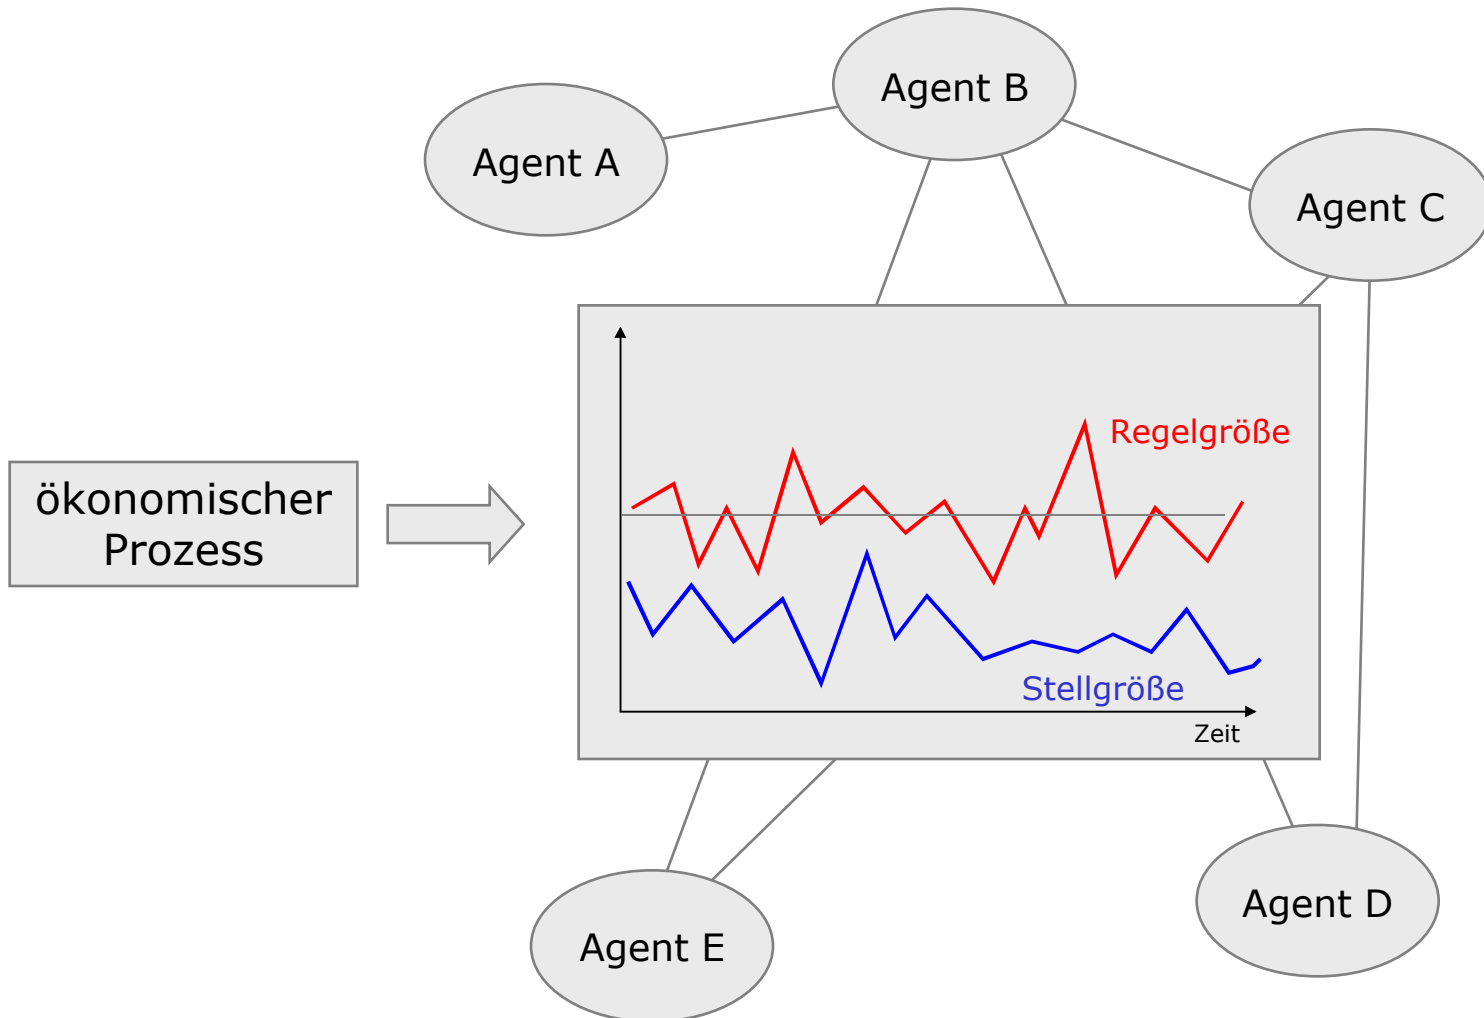 Agent B
Agent A
Agent C
Regelgröße
ökonomischer
Prozess
Stellgröße
Zeit
Agent D
Agent E